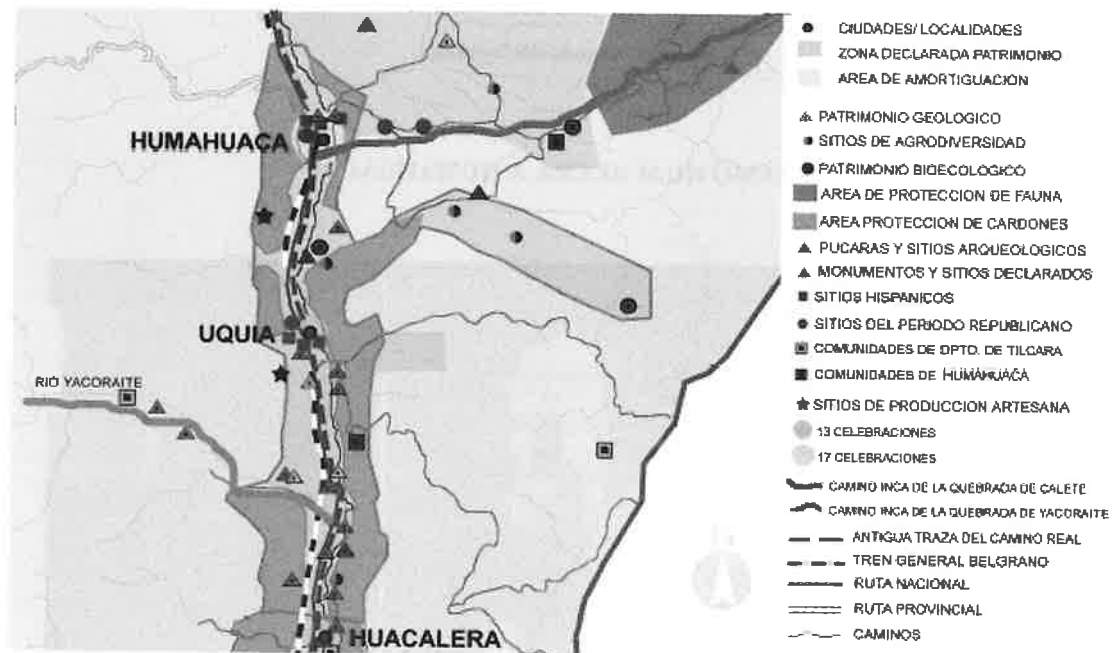 HUMAHUACA
UQUIA
RIO YACORAITE
HUACALERA
CIUDADES/ LOCALIDADES
ZONA DECLARADA PATRIMONIO
AREA DE AMORTIGUACION
PATRIMONIO GEOLOGICO
SITIOS DE AGRODIVERSIDAD
PATRIMONIO BIOECOLOGICO
AREA DE PROTECCION DE FAUNA
AREA PROTECCION DE CARDONES
PUCARAS Y SITIOS ARQUEOLOGICOS
MONUMENTOS Y SITIOS DECLARADOS
SITIOS HISPANICOS
SITIOS DEL PERIODO REPUBLICANO
COMUNIDADES DE DPTO. DE TILCARA
COMUNIDADES DE HUMAHUACA
SITIOS DE PRODUCCION ARTESANA
13 CELEBRACIONES
17 CELEBRACIONES
CAMINO INCA DE LA QUEBRADA DE CALETE
CAMINO INCA DE LA QUEBRADA DE YACORAITE
ANTIGUA TRAZA DEL CAMINO REAL
TREN GENERAL BELGRANO
RUTA NACIONAL
RUTA PROVINCIAL
CAMINOS